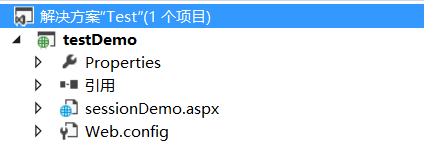 解决方案“Test”(1 个项目)
testDemo
Properties
引用
sessionDemo.aspx
Web.config